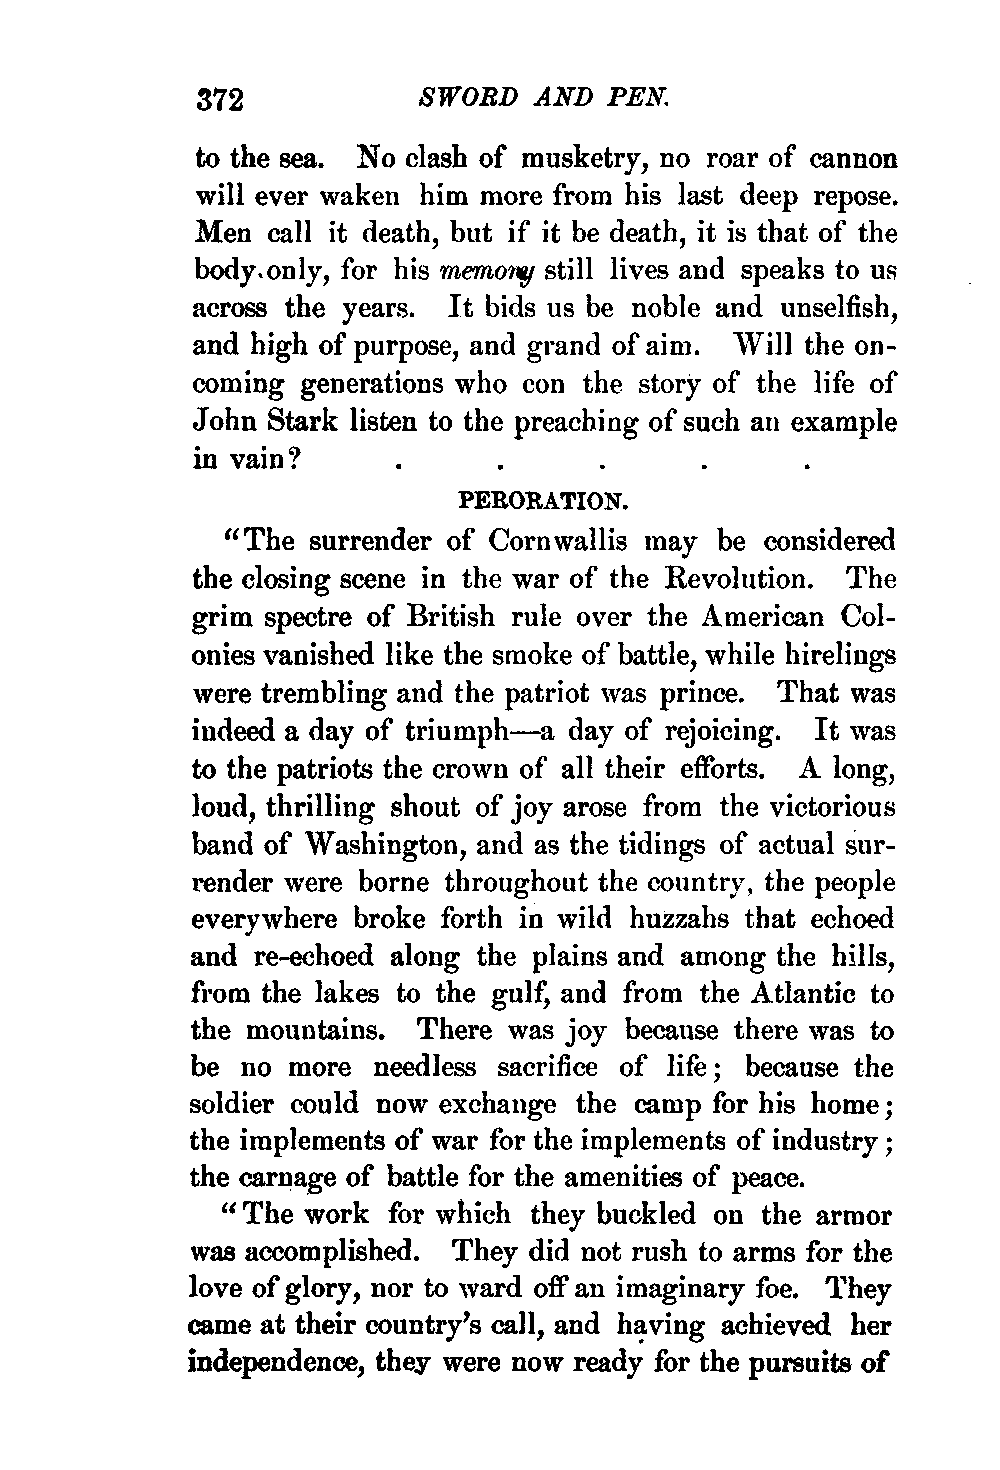 372 SWORD AND PEN.
to the sea. No clash of musketry, no roar of cannon
will ever waken him more from his last deep repose.
Men call it death, but if it be death, it is that of the
body only, for his memory still lives and speaks to us
across the years. It bids us be noble and unselfish,
and high of purpose, and grand of aim. Will the on-
coming generations who con the story of the life of
John Stark listen to the preaching of such an example
in vain? . . . . .
PERORATION.
"The surrender of Cornwallis may be considered
the closing scene in the war of the Revolution. The
grim spectre of British rule over the American Col-
onies vanished like the smoke of battle, while hirelings
were trembling and the patriot was prince. That was
indeed a day of triumph—a day of rejoicing. It was
to the patriots the crown of all their efforts. A long,
loud, thrilling shout of joy arose from the victorious
band of Washington, and as the tidings of actual sur-
render were borne throughout the country, the people
everywhere broke forth in wild huzzahs that echoed
and re-echoed along the plains and among the hills,
from the lakes to the gulf, and from the Atlantic to
the mountains. There was joy because there was to
be no more needless sacrifice of life; because the
soldier could now exchange the camp for his home;
the implements of war for the implements of industry;
the carnage of battle for the amenities of peace.
"The work for which they buckled on the armor
was accomplished. They did not rush to arms for the
love of glory, nor to ward off an imaginary foe. They
came at their country's call, and having achieved her
independence, they were now ready for the pursuits of